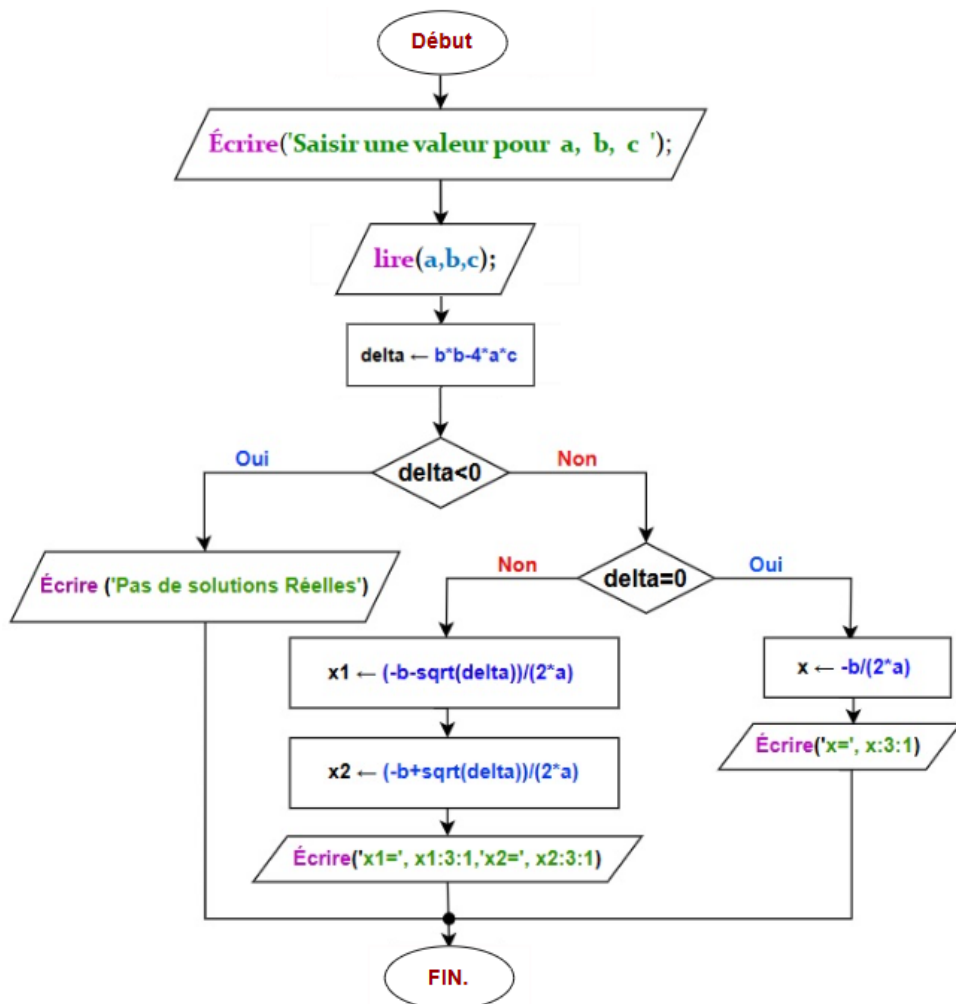 Début
Écrire('Saisir une valeur pour a, b, c ');
lire(a,b,c);
delta ← b*b-4*a*c
delta<0
Oui
Non
Écrire ('Pas de solutions Réelles')
delta=0
Non
Oui
x1 ← (-b-sqrt(delta))/(2*a)
x2 ← (-b+sqrt(delta))/(2*a)
Écrire('x1=', x1:3:1,'x2=', x2:3:1)
x ← -b/(2*a)
Écrire('x=', x:3:1)
FIN.